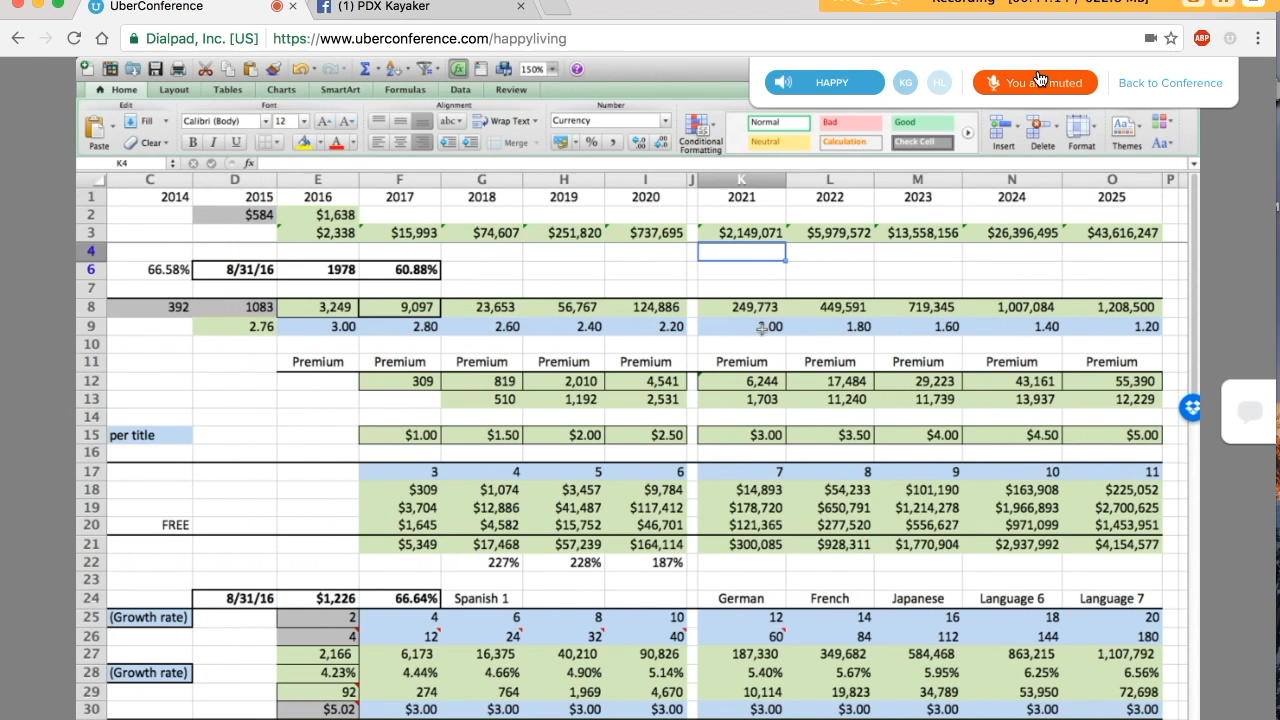 UberConference × (1) PDX Kayaker ×
Dialpad, Inc. [US] https://www.uberconference.com/happyliving ABP
150%
HAPPY KG HL You a muted Back to Conference
Home Layout Tables Charts SmartArt Formulas Data Review
Edit Font Alignment Number
Paste Fill Calibri (Body) 12 A A abc Wrap Text Currency Conditional Formatting Normal Bad Good Insert Delete Format Themes
Clear B I U A Merge % Neutral Calculation Check Cell Aa
K4 fx
C D E F G H I J K L M N O P
1 2014 2015 2016 2017 2018 2019 2020 2021 2022 2023 2024 2025
2 $584 $1,638
3 $2,338 $15,993 $74,607 $251,820 $737,695 $2,149,071 $5,979,572 $13,558,156 $26,396,495 $43,616,247
4
6 66.58% 8/31/16 1978 60.88%
7
8 392 1083 3,249 9,097 23,653 56,767 124,886 249,773 449,591 719,345 1,007,084 1,208,500
9 2.76 3.00 2.80 2.60 2.40 2.20 .00 1.80 1.60 1.40 1.20
10
11 Premium Premium Premium Premium Premium Premium Premium Premium Premium Premium
12 309 819 2,010 4,541 6,244 17,484 29,223 43,161 55,390
13 510 1,192 2,531 1,703 11,240 11,739 13,937 12,229
14
15 per title $1.00 $1.50 $2.00 $2.50 $3.00 $3.50 $4.00 $4.50 $5.00
16
17 3 4 5 6 7 8 9 10 11
18 $309 $1,074 $3,457 $9,784 $14,893 $54,233 $101,190 $163,908 $225,052
19 $3,704 $12,886 $41,487 $117,412 $178,720 $650,791 $1,214,278 $1,966,893 $2,700,625
20 FREE $1,645 $4,582 $15,752 $46,701 $121,365 $277,520 $556,627 $971,099 $1,453,951
21 $5,349 $17,468 $57,239 $164,114 $300,085 $928,311 $1,770,904 $2,937,992 $4,154,577
22 227% 228% 187%
23
24 8/31/16 $1,226 66.64% Spanish 1 German French Japanese Language 6 Language 7
25 (Growth rate) 2 4 6 8 10 12 14 16 18 20
26 4 12 24 32 40 60 84 112 144 180
27 2,166 6,173 16,375 40,210 90,826 187,330 349,682 584,468 863,215 1,107,792
28 (Growth rate) 4.23% 4.44% 4.66% 4.90% 5.14% 5.40% 5.67% 5.95% 6.25% 6.56%
29 92 274 764 1,969 4,670 10,114 19,823 34,789 53,950 72,698
30 $5.02 $3.00 $3.00 $3.00 $3.00 $3.00 $3.00 $3.00 $3.00 $3.00